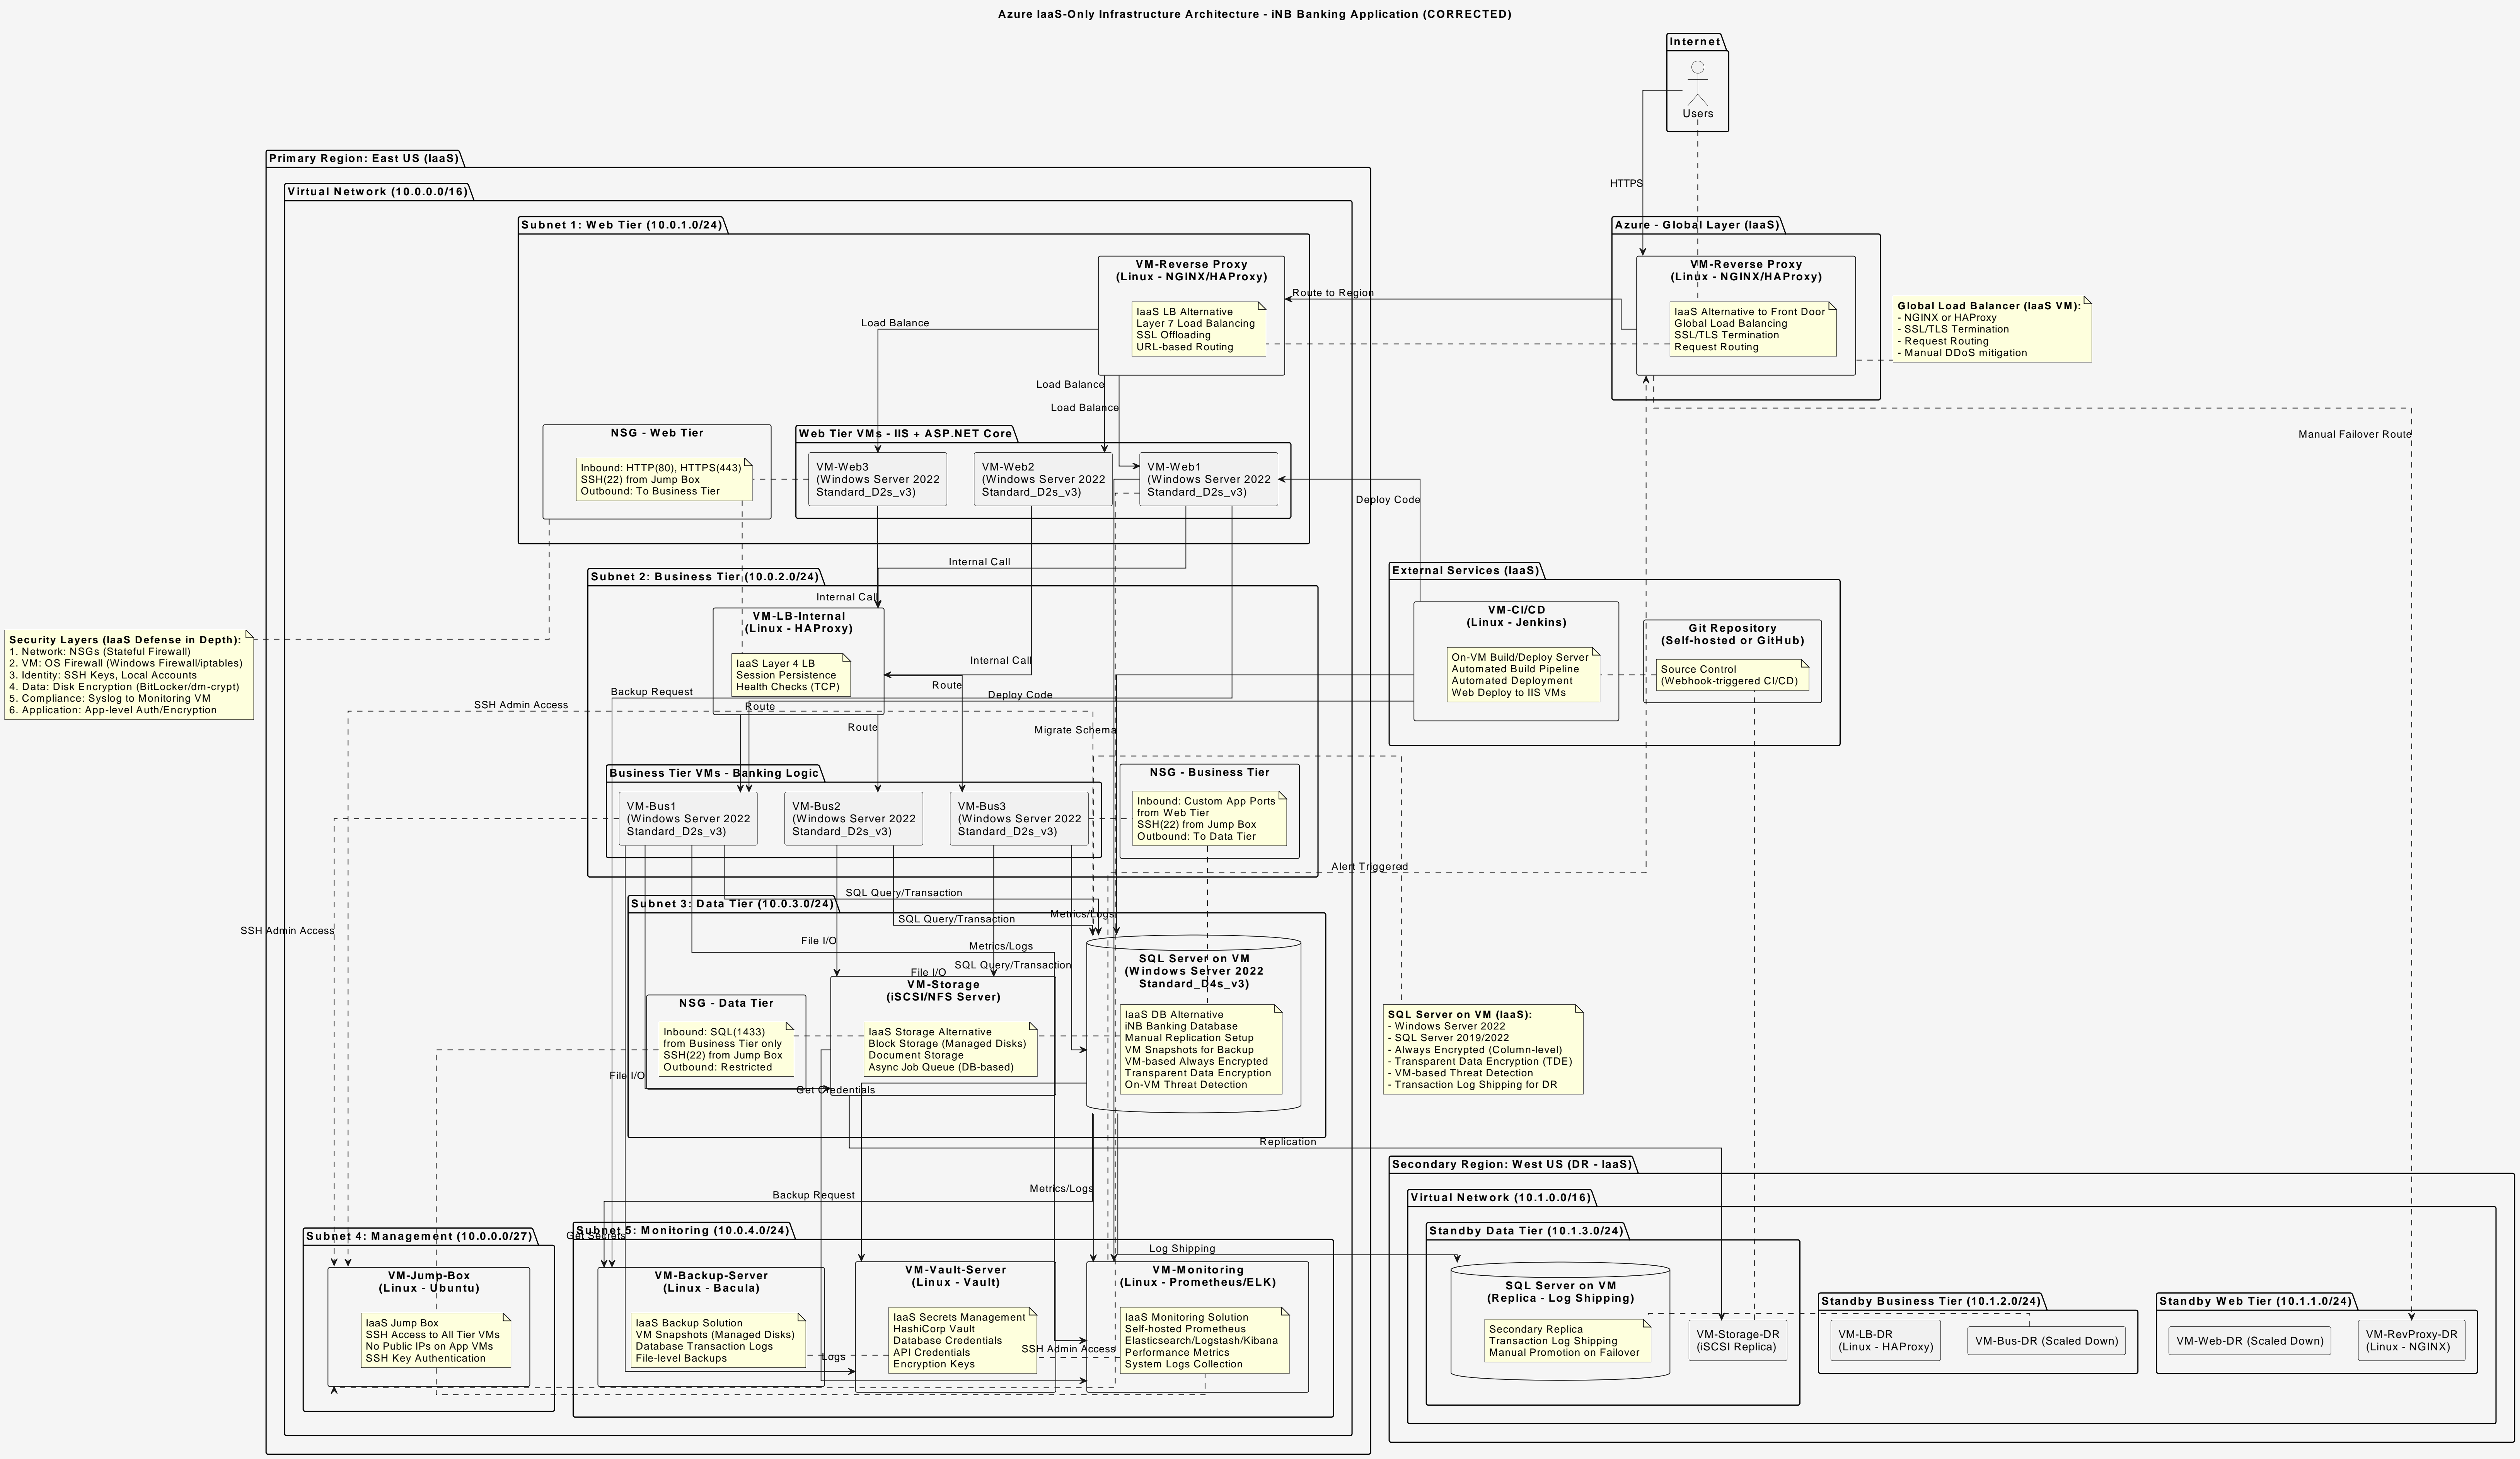 Azure IaaS-Only Infrastructure Architecture - iNB Banking Application (CORRECTED)
Internet
Users
HTTPS
Azure - Global Layer (IaaS)
VM-Reverse Proxy
(Linux - NGINX/HAProxy)
IaaS Alternative to Front Door
Global Load Balancing
SSL/TLS Termination
Request Routing
Global Load Balancer (IaaS VM):
- NGINX or HAProxy
- SSL/TLS Termination
- Request Routing
- Manual DDoS mitigation
Route to Region
Manual Failover Route
Primary Region: East US (IaaS)
Virtual Network (10.0.0.0/16)
Subnet 1: Web Tier (10.0.1.0/24)
VM-Reverse Proxy
(Linux - NGINX/HAProxy)
IaaS LB Alternative
Layer 7 Load Balancing
SSL Offloading
URL-based Routing
Load Balance
Load Balance
Load Balance
NSG - Web Tier
Inbound: HTTP(80), HTTPS(443)
SSH(22) from Jump Box
Outbound: To Business Tier
Web Tier VMs - IIS + ASP.NET Core
VM-Web3
(Windows Server 2022
Standard_D2s_v3)
VM-Web2
(Windows Server 2022
Standard_D2s_v3)
VM-Web1
(Windows Server 2022
Standard_D2s_v3)
Deploy Code
Internal Call
Internal Call
Internal Call
Subnet 2: Business Tier (10.0.2.0/24)
VM-LB-Internal
(Linux - HAProxy)
IaaS Layer 4 LB
Session Persistence
Health Checks (TCP)
Security Layers (IaaS Defense in Depth):
1. Network: NSGs (Stateful Firewall)
2. VM: OS Firewall (Windows Firewall/iptables)
3. Identity: SSH Keys, Local Accounts
4. Data: Disk Encryption (BitLocker/dm-crypt)
5. Compliance: Syslog to Monitoring VM
6. Application: App-level Auth/Encryption
External Services (IaaS)
VM-CI/CD
(Linux - Jenkins)
On-VM Build/Deploy Server
Automated Build Pipeline
Automated Deployment
Web Deploy to IIS VMs
Git Repository
(Self-hosted or GitHub)
Source Control
(Webhook-triggered CI/CD)
Backup Request
SSH Admin Access
Route
Deploy Code
Route
Route
Migrate Schema
Business Tier VMs - Banking Logic
VM-Bus1
(Windows Server 2022
Standard_D2s_v3)
VM-Bus2
(Windows Server 2022
Standard_D2s_v3)
VM-Bus3
(Windows Server 2022
Standard_D2s_v3)
NSG - Business Tier
Inbound: Custom App Ports
from Web Tier
SSH(22) from Jump Box
Outbound: To Data Tier
Alert Triggered
SQL Query/Transaction
Subnet 3: Data Tier (10.0.3.0/24)
Metrics/Logs
SQL Query/Transaction
SSH Admin Access
File I/O
Metrics/Logs
SQL Query/Transaction
File I/O
VM-Storage
(iSCSI/NFS Server)
IaaS Storage Alternative
Block Storage (Managed Disks)
Document Storage
Async Job Queue (DB-based)
NSG - Data Tier
Inbound: SQL(1433)
from Business Tier only
SSH(22) from Jump Box
Outbound: Restricted
SQL Server on VM
(Windows Server 2022
Standard_D4s_v3)
IaaS DB Alternative
iNB Banking Database
Manual Replication Setup
VM Snapshots for Backup
VM-based Always Encrypted
Transparent Data Encryption
On-VM Threat Detection
SQL Server on VM (IaaS):
- Windows Server 2022
- SQL Server 2019/2022
- Always Encrypted (Column-level)
- Transparent Data Encryption (TDE)
- VM-based Threat Detection
- Transaction Log Shipping for DR
File I/O
Get Credentials
Replication
Metrics/Logs
Backup Request
Get Secrets
Log Shipping
Subnet 4: Management (10.0.0.0/27)
VM-Jump-Box
(Linux - Ubuntu)
IaaS Jump Box
SSH Access to All Tier VMs
No Public IPs on App VMs
SSH Key Authentication
Subnet 5: Monitoring (10.0.4.0/24)
VM-Backup-Server
(Linux - Bacula)
IaaS Backup Solution
VM Snapshots (Managed Disks)
Database Transaction Logs
File-level Backups
Logs
VM-Vault-Server
(Linux - Vault)
IaaS Secrets Management
HashiCorp Vault
Database Credentials
API Credentials
Encryption Keys
SSH Admin Access
VM-Monitoring
(Linux - Prometheus/ELK)
IaaS Monitoring Solution
Self-hosted Prometheus
Elasticsearch/Logstash/Kibana
Performance Metrics
System Logs Collection
Secondary Region: West US (DR - IaaS)
Virtual Network (10.1.0.0/16)
Standby Data Tier (10.1.3.0/24)
SQL Server on VM
(Replica - Log Shipping)
Secondary Replica
Transaction Log Shipping
Manual Promotion on Failover
VM-Storage-DR
(iSCSI Replica)
Standby Business Tier (10.1.2.0/24)
VM-LB-DR
(Linux - HAProxy)
VM-Bus-DR (Scaled Down)
Standby Web Tier (10.1.1.0/24)
VM-Web-DR (Scaled Down)
VM-RevProxy-DR
(Linux - NGINX)